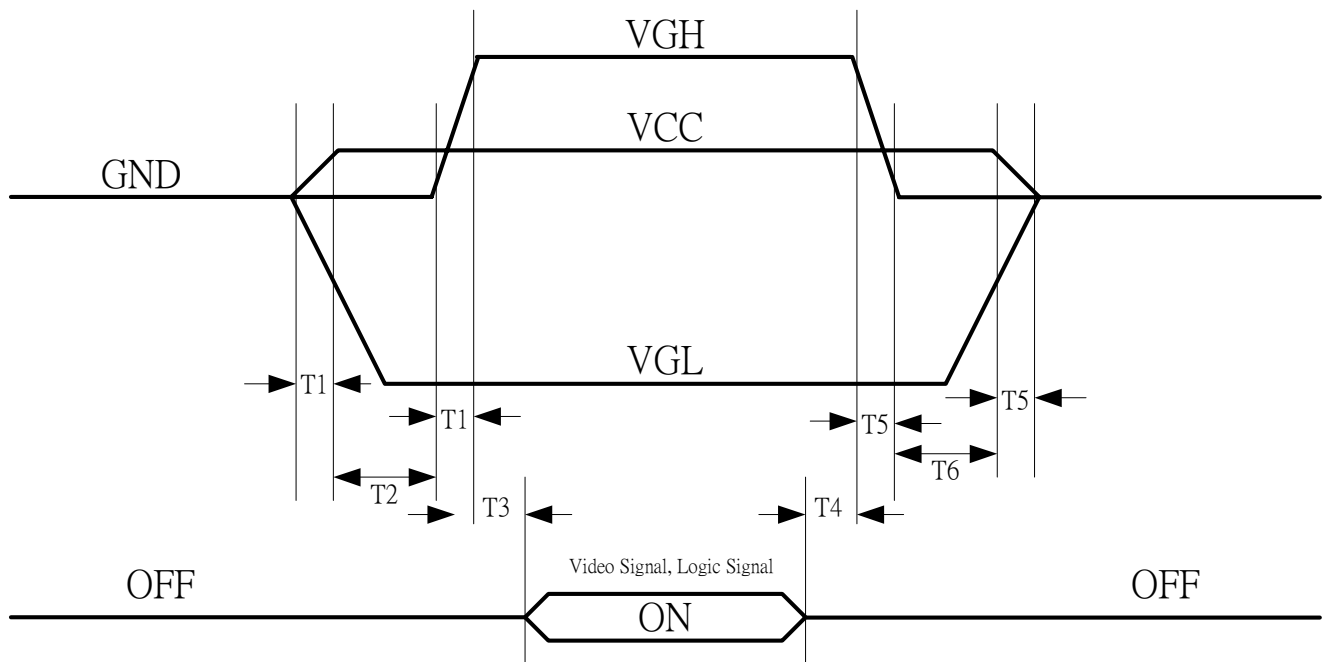 VGH
VCC
GND
VGL
T1
T5
T1
T5
T6
T2
T3
T4
Video Signal, Logic Signal
OFF
OFF
ON